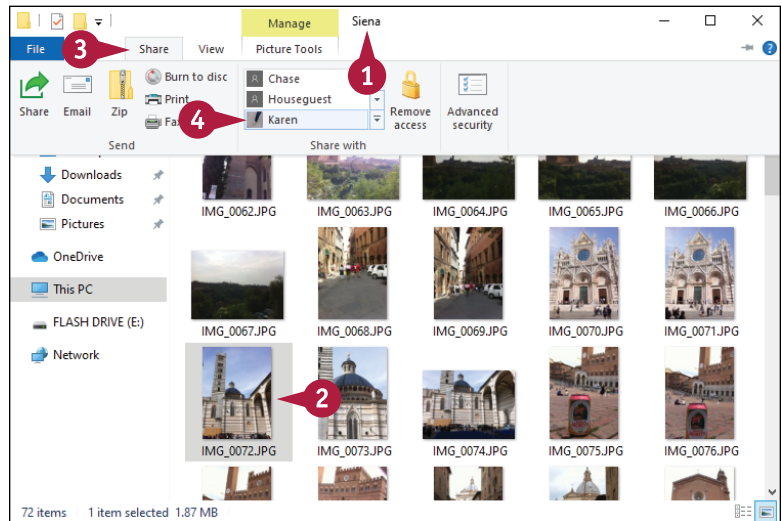 Manage
Siena
File
Share
View
Picture Tools
3
1
Share
Email
Zip
Burn to disc
Print
Fax
Send
4
Chase
Houseguest
Karen
Share with
Remove access
Advanced security
Downloads
Documents
Pictures
OneDrive
This PC
FLASH DRIVE (E:)
Network
IMG_0062.JPG
IMG_0063.JPG
IMG_0064.JPG
IMG_0065.JPG
IMG_0066.JPG
IMG_0067.JPG
IMG_0068.JPG
IMG_0069.JPG
IMG_0070.JPG
IMG_0071.JPG
2
IMG_0072.JPG
IMG_0073.JPG
IMG_0074.JPG
IMG_0075.JPG
IMG_0076.JPG
72 items
1 item selected 1.87 MB